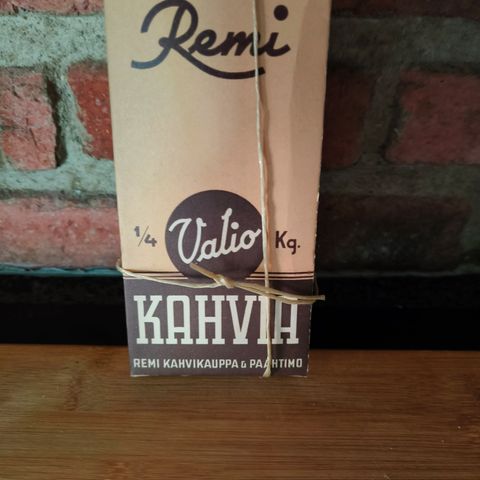 Remi
1/4 Valio Kg.
KAHVIA
REMI KAHVIKAUPPA & PAAHTIMO